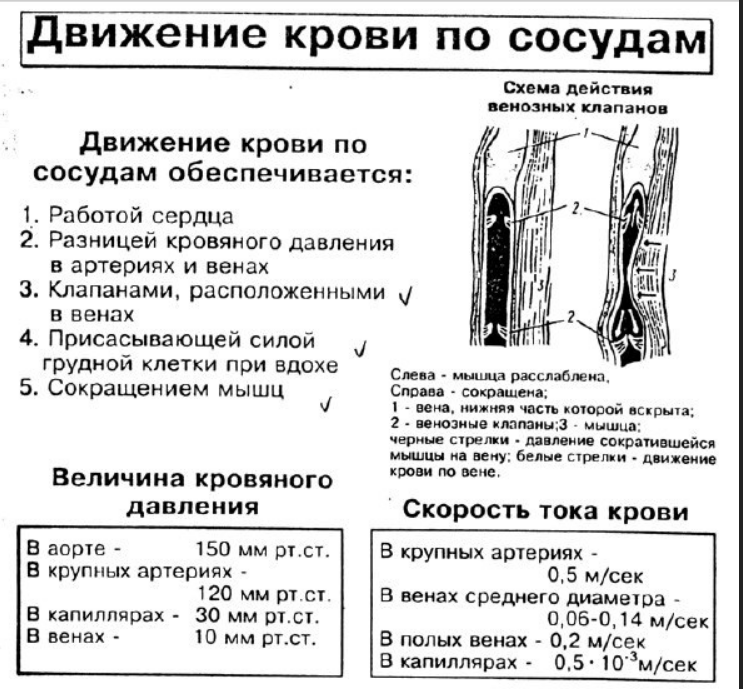 Движение крови по сосудам
Схема действия
венозных клапанов
Движение крови по
сосудам обеспечивается:
1. Работой сердца
2. Разницей кровяного давления
в артериях и венах
3. Клапанами, расположенными
в венах
4. Присасывающей силой
грудной клетки при вдохе
5. Сокращением мышц
1
2
3
3
2
Слева - мышца расслаблена,
Справа - сокращена;
1 - вена, нижняя часть которой вскрыта;
2 - венозные клапаны;3 - мышца;
черные стрелки - давление сократившейся
мышцы на вену; белые стрелки - движение
крови по вене.
Величина кровяного
давления
В аорте - 150 мм рт.ст.
В крупных артериях -
120 мм рт.ст.
В капиллярах - 30 мм рт.ст.
В венах - 10 мм рт.ст.
Скорость тока крови
В крупных артериях -
0,5 м/сек
В венах среднего диаметра -
0,06-0,14 м/сек
В полых венах - 0,2 м/сек
В капиллярах - 0,5·10⁻³м/сек